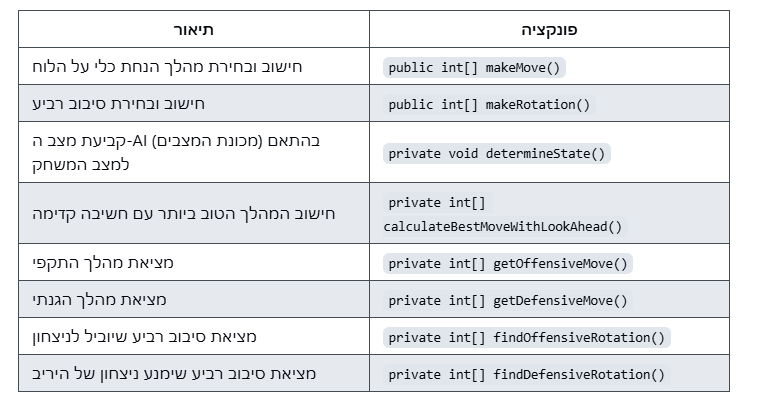 פונקציה תיאור
public int[] makeMove() חישוב ובחירת מהלך הנחת כלי על הלוח
public int[] makeRotation() חישוב ובחירת סיבוב רביע
private void determineState() קביעת מצב ה-AI (מכונת המצבים) בהתאם
למצב המשחק
private int[]
calculateBestMoveWithLookAhead() חישוב המהלך הטוב ביותר עם חשיבה קדימה
private int[] getOffensiveMove() מציאת מהלך התקפי
private int[] getDefensiveMove() מציאת מהלך הגנתי
private int[] findOffensiveRotation() מציאת סיבוב רביע שיוביל לניצחון
private int[] findDefensiveRotation() מציאת סיבוב רביע שימנע ניצחון של היריב